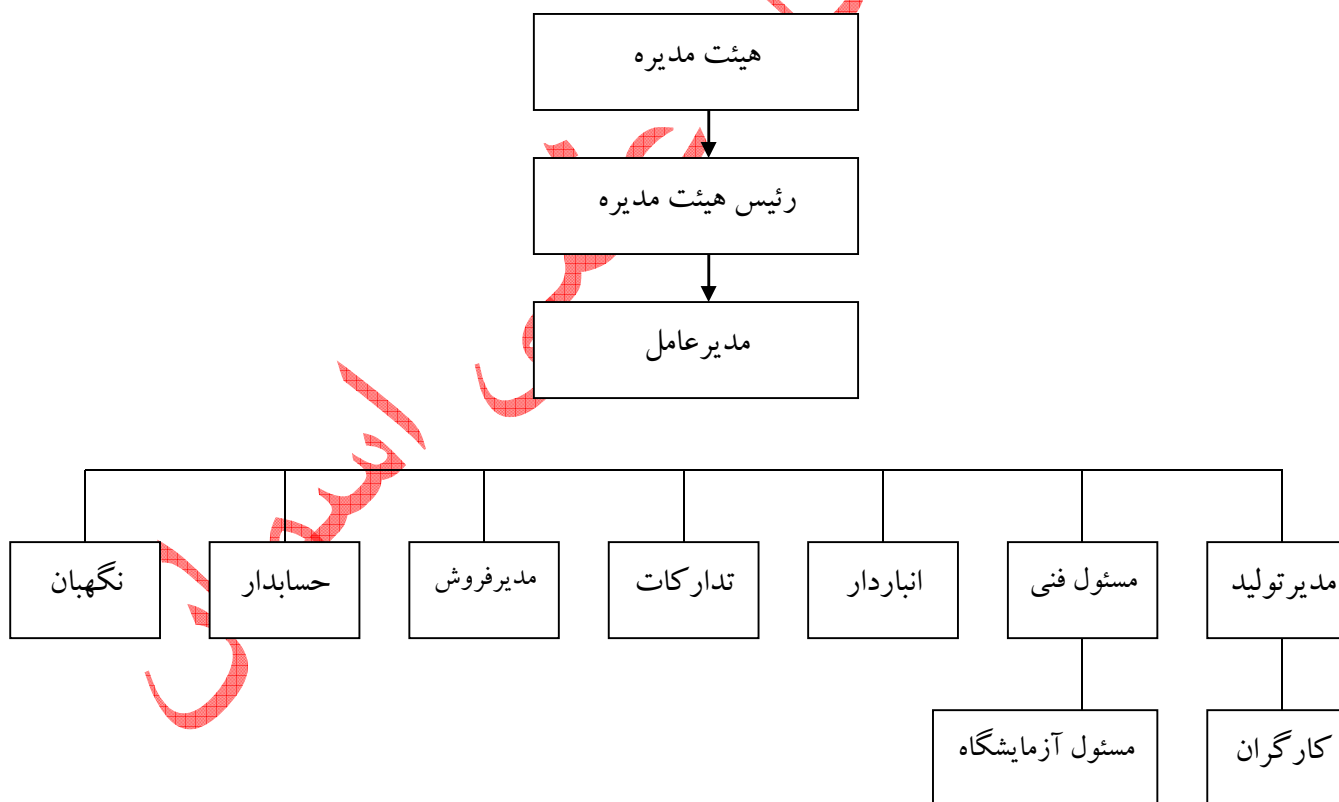 هیئت مدیره
رئیس هیئت مدیره
مدیرعامل
مدیرتولید
مسئول فنی
انباردار
تدارکات
مدیرفروش
حسابدار
نگهبان
کارگران
مسئول آزمایشگاه